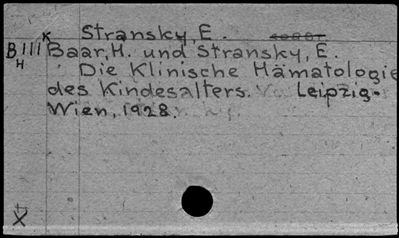 K Stransky, E.
B III Baar, H. und Stransky, E.
H Die Klinische Hämatologie
des Kindesalters. Leipzig-
Wien, 1928.
X